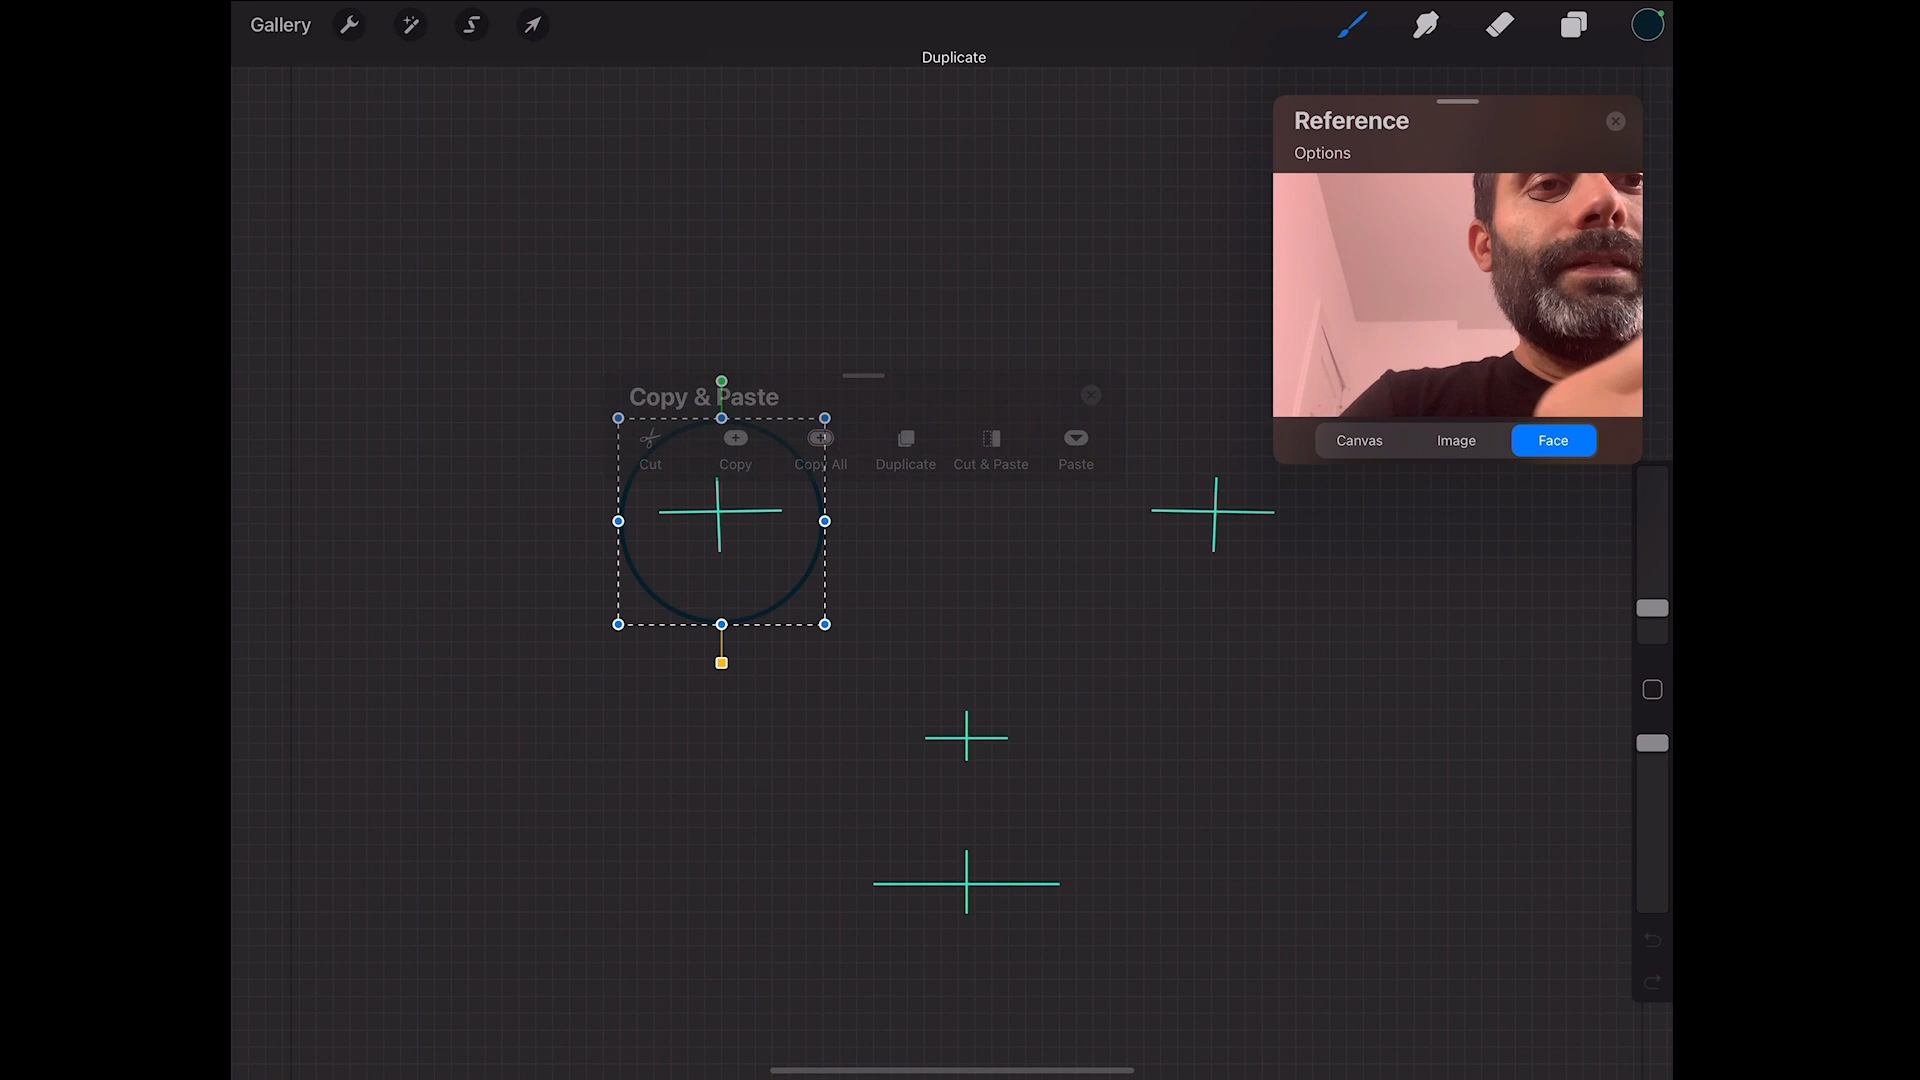 Gallery
Duplicate
Reference
Options
Canvas Image Face
Copy & Paste
Cut Copy Copy All Duplicate Cut & Paste Paste